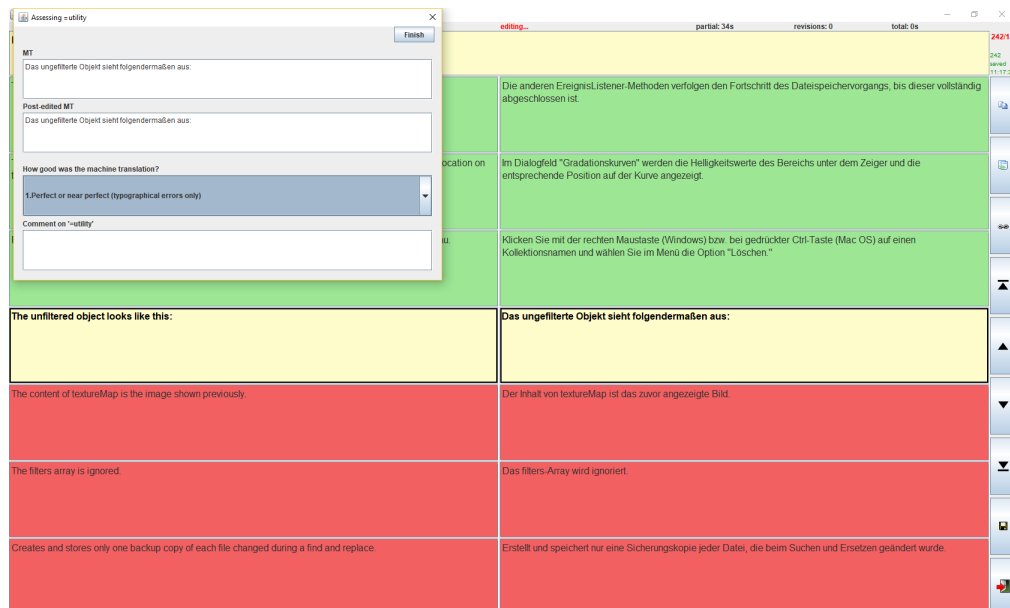 Assessing =utility
Finish
MT
Das ungefilterte Objekt sieht folgendermaßen aus:
Post-edited MT
Das ungefilterte Objekt sieht folgendermaßen aus:
How good was the machine translation?
1.Perfect or near perfect (typographical errors only)
Comment on '=utility'
editing...
partial: 34s
revisions: 0
total: 0s
242/1
242
saved
11:17:
Die anderen EreignisListener-Methoden verfolgen den Fortschritt des Dateispeichervorgangs, bis dieser vollständig
abgeschlossen ist.
ocation on
Im Dialogfeld "Gradationskurven" werden die Helligkeitswerte des Bereichs unter dem Zeiger und die
entsprechende Position auf der Kurve angezeigt.
Klicken Sie mit der rechten Maustaste (Windows) bzw. bei gedrückter Ctrl-Taste (Mac OS) auf einen
Kollektionsnamen und wählen Sie im Menü die Option "Löschen."
The unfiltered object looks like this:
Das ungefilterte Objekt sieht folgendermaßen aus:
The content of textureMap is the image shown previously.
Der Inhalt von textureMap ist das zuvor angezeigte Bild.
The filters array is ignored.
Das filters-Array wird ignoriert.
Creates and stores only one backup copy of each file changed during a find and replace.
Erstellt und speichert nur eine Sicherungskopie jeder Datei, die beim Suchen und Ersetzen geändert wurde.